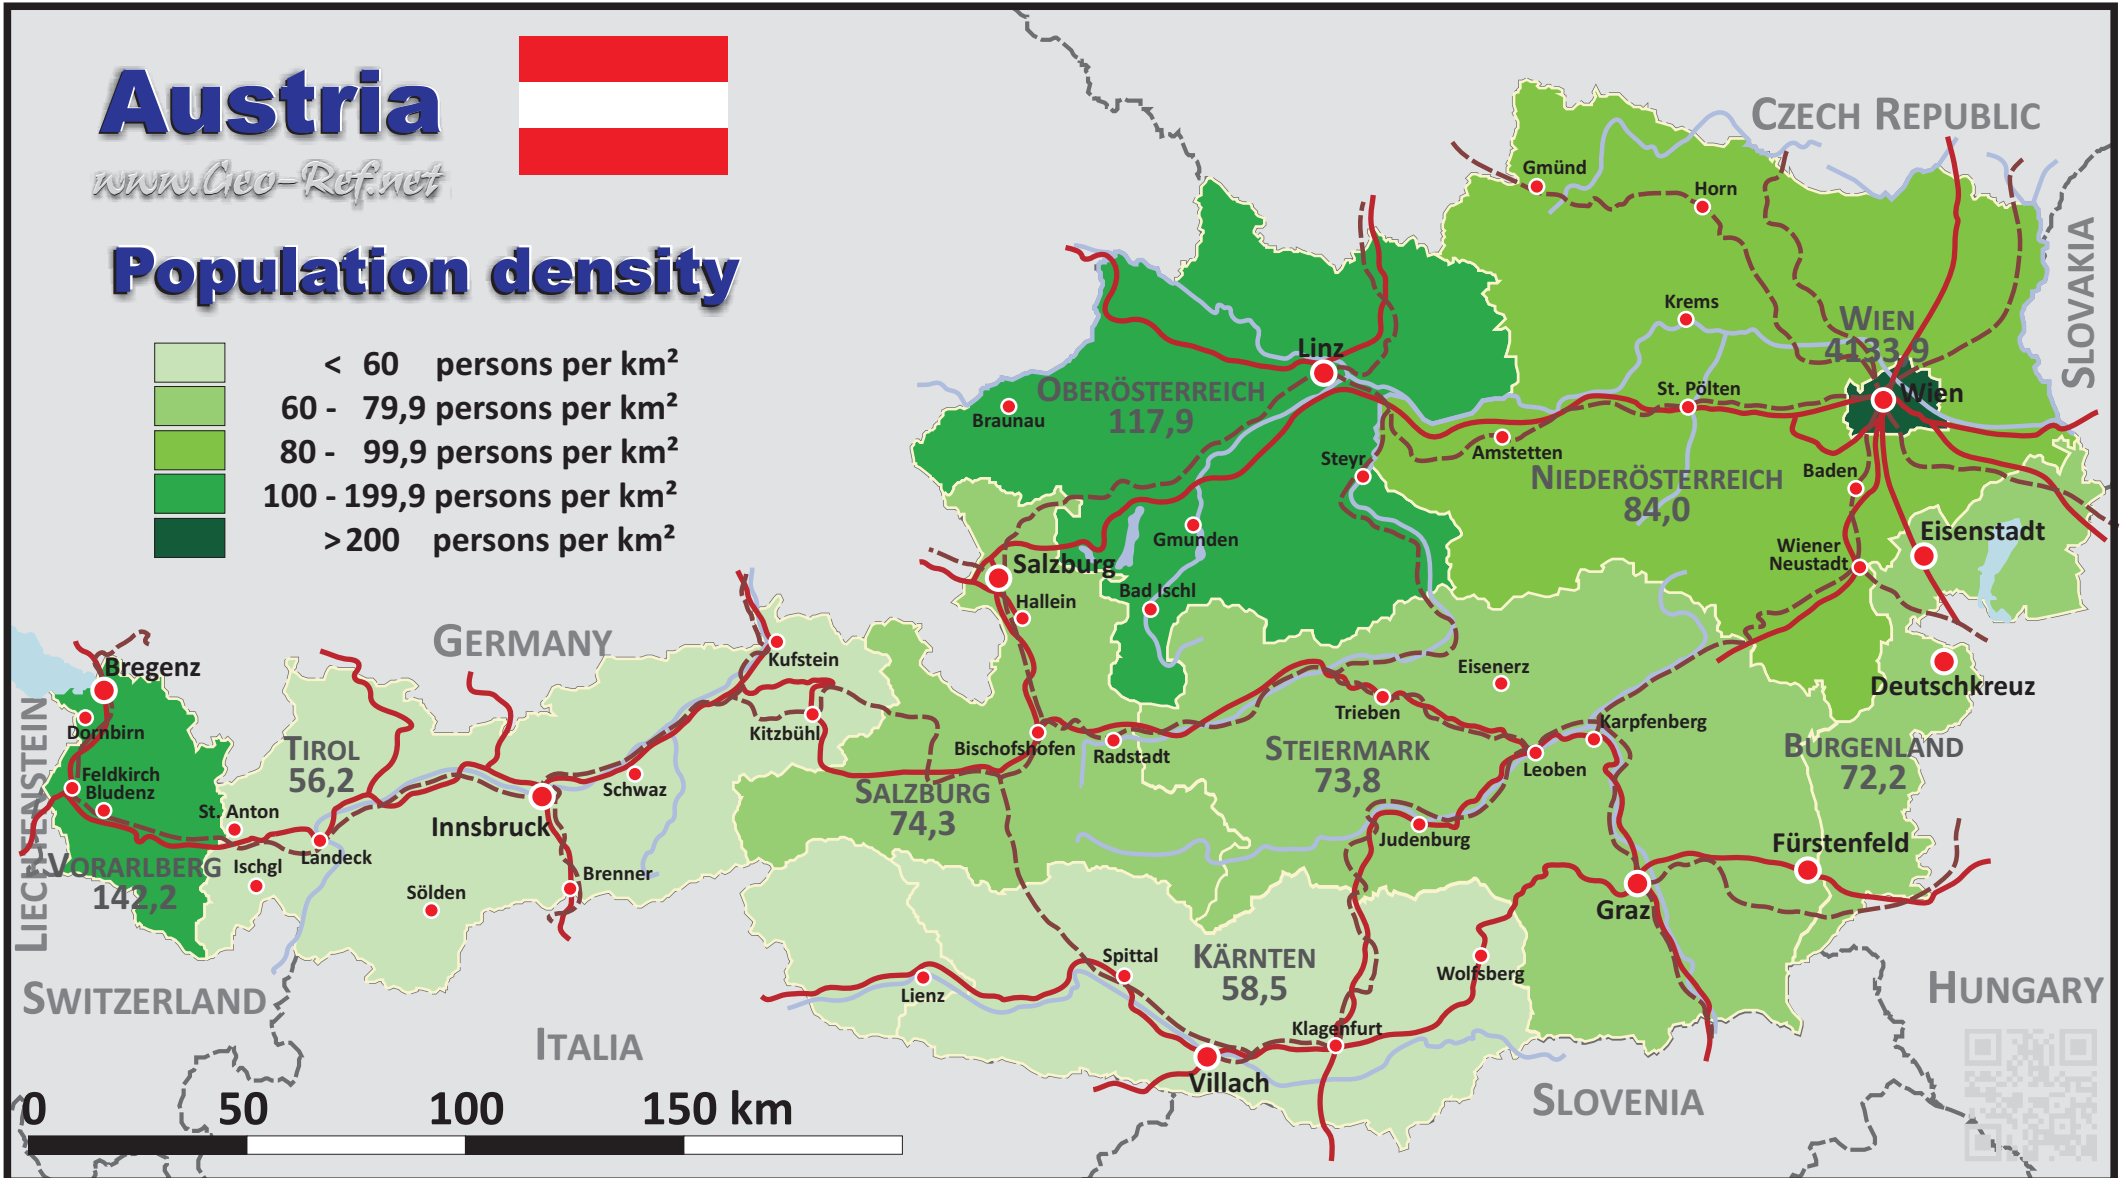 Austria
www.Geo-Ref.net
Population density
< 60 persons per km²
60 - 79,9 persons per km²
80 - 99,9 persons per km²
100 - 199,9 persons per km²
>200 persons per km²
CZECH REPUBLIC
SLOVAKIA
GERMANY
LIECHTENSTEIN
SWITZERLAND
ITALIA
SLOVENIA
HUNGARY
Gmünd
Horn
Krems
WIEN
4133,9
Wien
Linz
OBERÖSTERREICH
117,9
Braunau
St. Pölten
Amstetten
Steyr
NIEDERÖSTERREICH
84,0
Baden
Wiener
Neustadt
Eisenstadt
Gmunden
Bad Ischl
Salzburg
Hallein
Deutschkreuz
Bregenz
Dornbirn
Feldkirch
Bludenz
VORARLBERG
142,2
TIROL
56,2
St. Anton
Ischgl
Landeck
Sölden
Innsbruck
Schwaz
Brenner
Kufstein
Kitzbühl
Bischofshofen
Radstadt
SALZBURG
74,3
Eisenerz
Trieben
STEIERMARK
73,8
Leoben
Karpfenberg
Judenburg
BURGENLAND
72,2
Fürstenfeld
Graz
Lienz
Spittal
KÄRNTEN
58,5
Wolfsberg
Klagenfurt
Villach
0 50 100 150 km